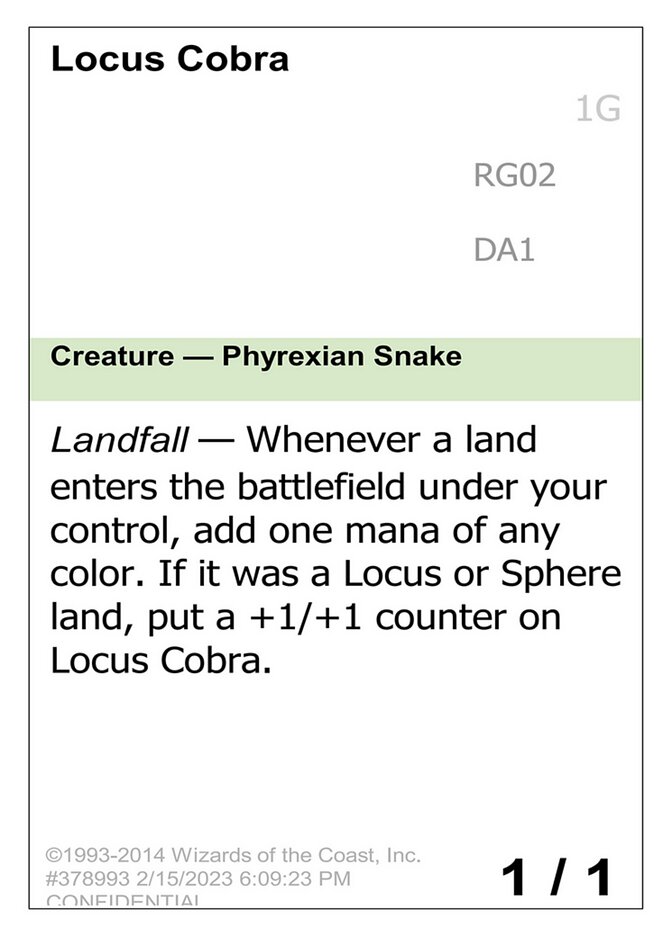 Locus Cobra
1G
RG02
DA1
Creature — Phyrexian Snake
Landfall — Whenever a land
enters the battlefield under your
control, add one mana of any
color. If it was a Locus or Sphere
land, put a +1/+1 counter on
Locus Cobra.
©1993-2014 Wizards of the Coast, Inc.
#378993 2/15/2023 6:09:23 PM
CONFIDENTIAL
1 / 1